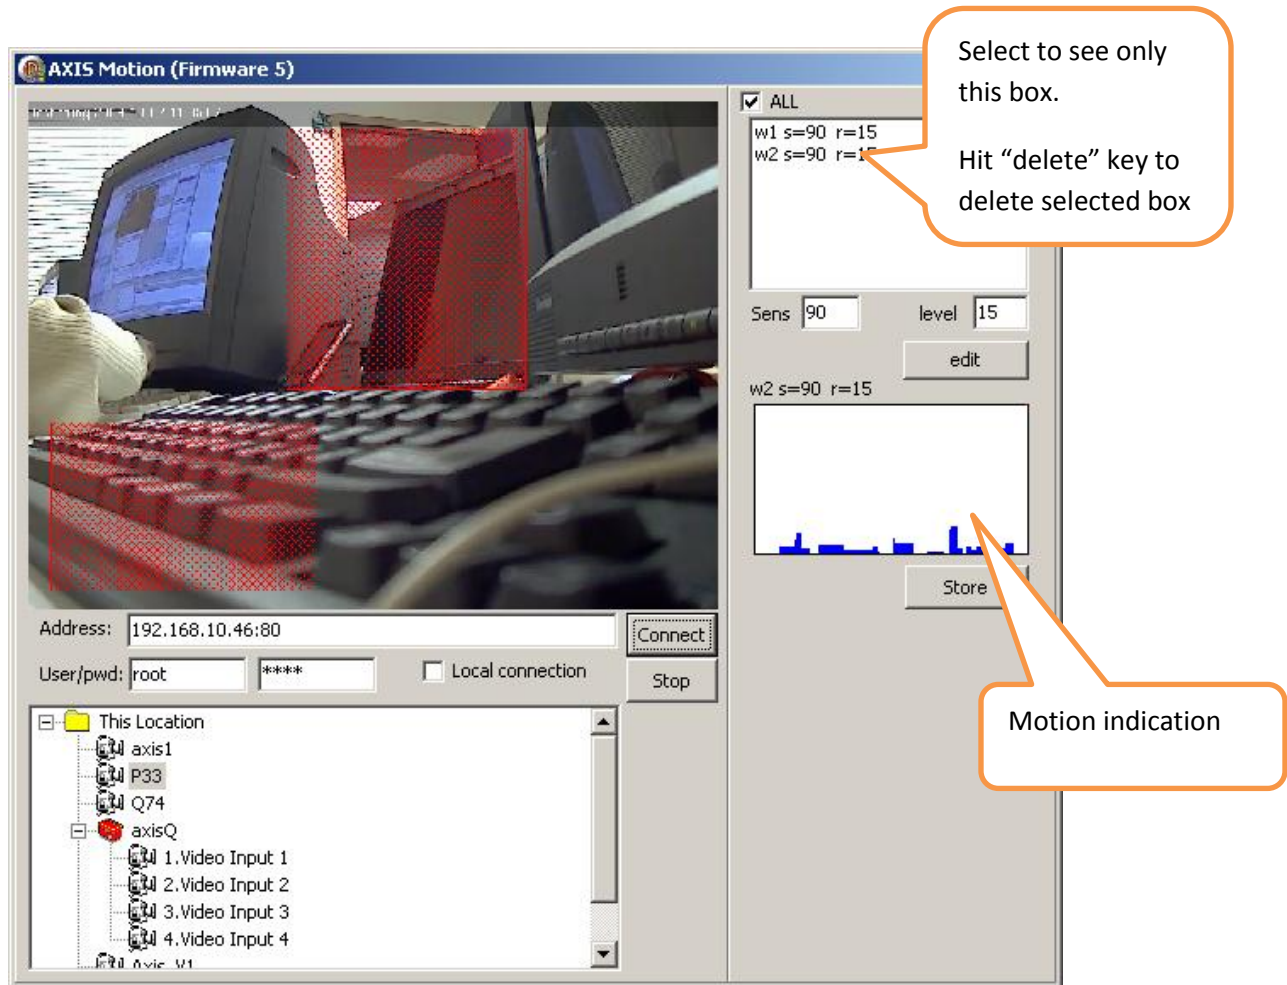 AXIS Motion (Firmware 5)
Select to see only
this box.
Hit “delete” key to
delete selected box
ALL
w1 s=90 r=15
w2 s=90 r=15
Sens 90 level 15
edit
w2 s=90 r=15
Store
Motion indication
Address: 192.168.10.46:80 Connect
User/pwd: root **** Local connection Stop
This Location
axis1
P33
Q74
axisQ
1.Video Input 1
2.Video Input 2
3.Video Input 3
4.Video Input 4